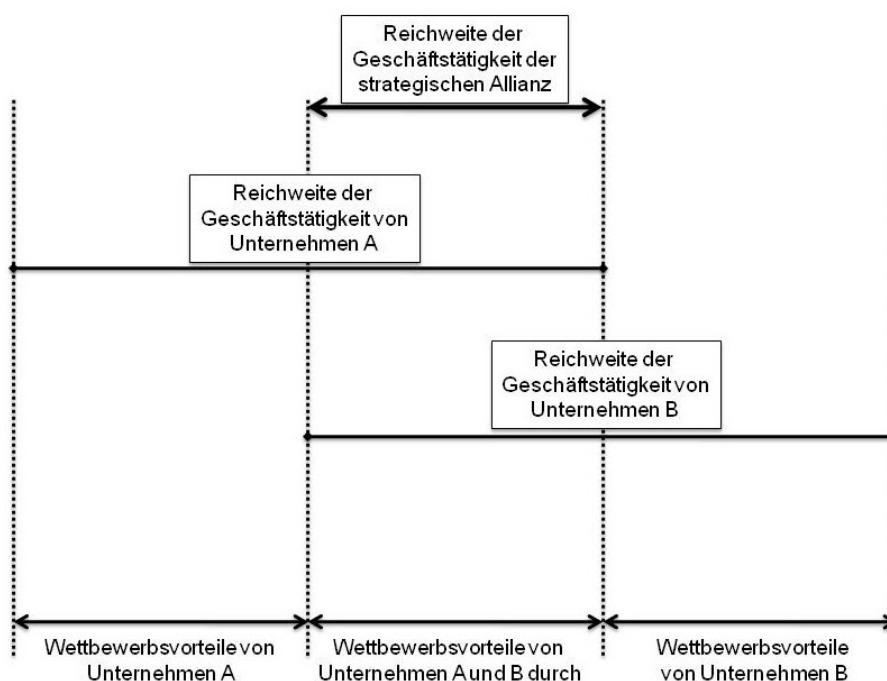 Reichweite der
Geschäftstätigkeit der
strategischen Allianz
Reichweite der
Geschäftstätigkeit von
Unternehmen A
Reichweite der
Geschäftstätigkeit von
Unternehmen B
Wettbewerbsvorteile von
Unternehmen A
Wettbewerbsvorteile von
Unternehmen A und B durch
Wettbewerbsvorteile
von Unternehmen B